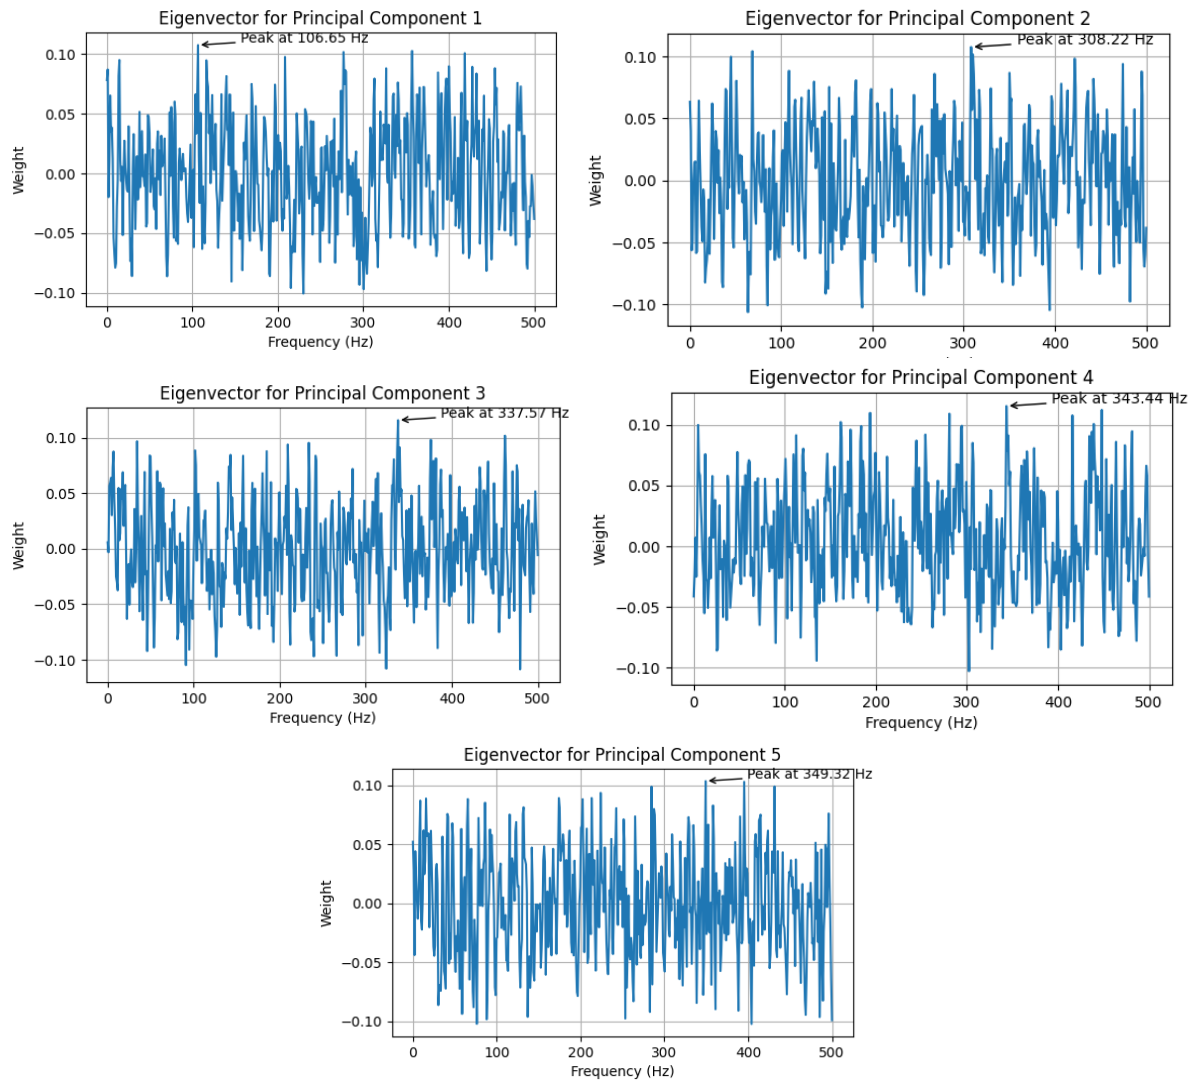 Eigenvector for Principal Component 1
Peak at 106.65 Hz
Weight
0.10
0.05
0.00
−0.05
−0.10
0 100 200 300 400 500
Frequency (Hz)
Eigenvector for Principal Component 2
Peak at 308.22 Hz
Weight
0.10
0.05
0.00
−0.05
−0.10
0 100 200 300 400 500
Eigenvector for Principal Component 3
Peak at 337.57 Hz
Weight
0.10
0.05
0.00
−0.05
−0.10
0 100 200 300 400 500
Frequency (Hz)
Eigenvector for Principal Component 4
Peak at 343.44 Hz
Weight
0.10
0.05
0.00
−0.05
−0.10
0 100 200 300 400 500
Frequency (Hz)
Eigenvector for Principal Component 5
Peak at 349.32 Hz
Weight
0.10
0.05
0.00
−0.05
−0.10
0 100 200 300 400 500
Frequency (Hz)